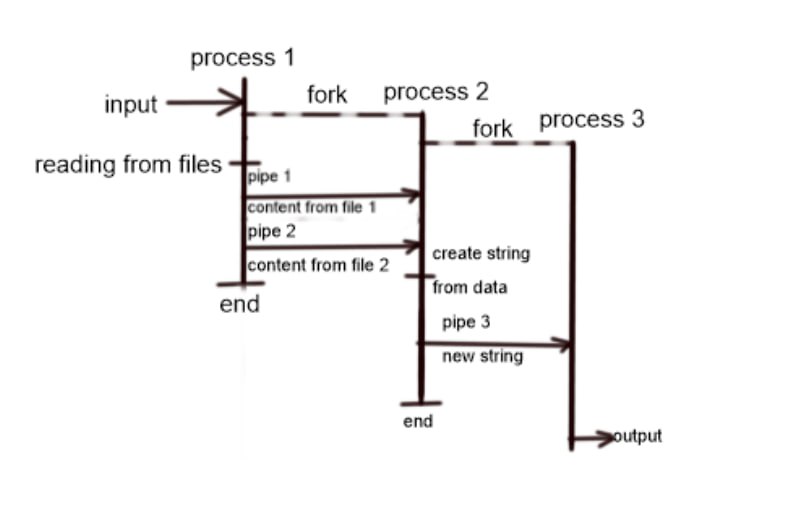 process 1
fork
process 2
input
fork
process 3
reading from files
pipe 1
content from file 1
pipe 2
create string
content from file 2
from data
end
pipe 3
new string
end
output